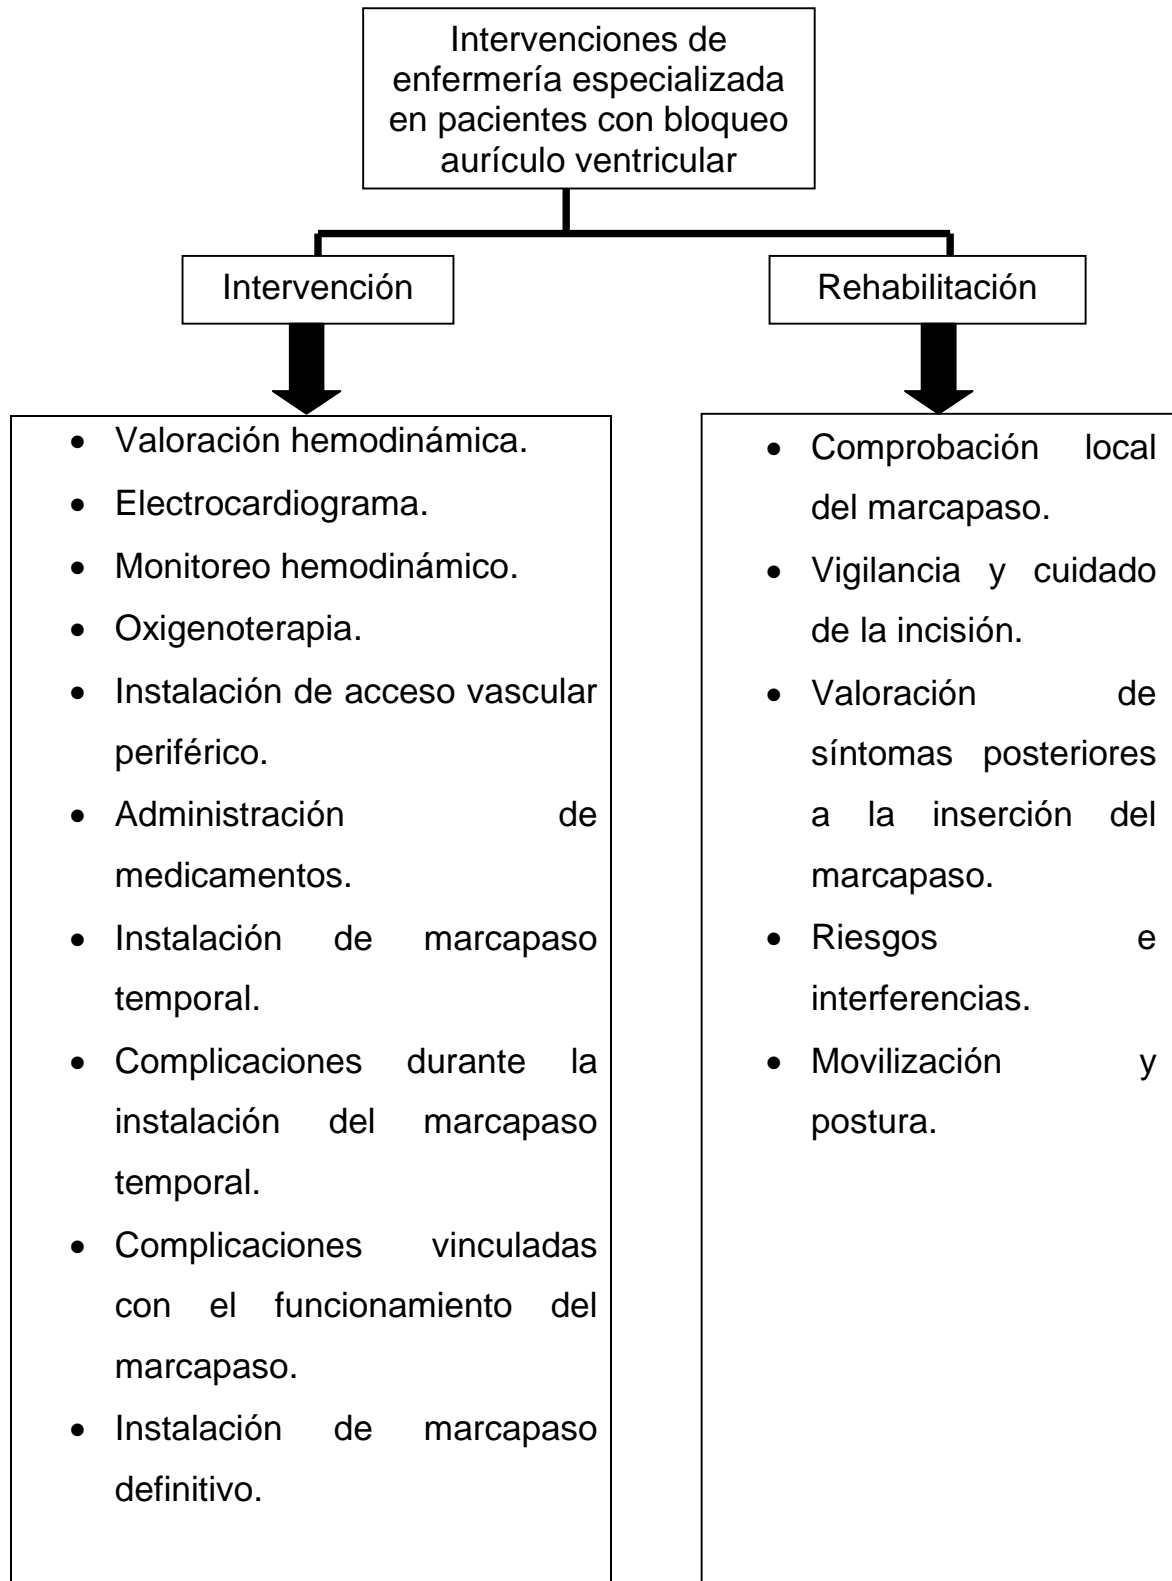 Intervenciones de
enfermería especializada
en pacientes con bloqueo
aurículo ventricular
Intervención
Rehabilitación
• Valoración hemodinámica.
• Electrocardiograma.
• Monitoreo hemodinámico.
• Oxigenoterapia.
• Instalación de acceso vascular
periférico.
• Administración de
medicamentos.
• Instalación de marcapaso
temporal.
• Complicaciones durante la
instalación del marcapaso
temporal.
• Complicaciones vinculadas
con el funcionamiento del
marcapaso.
• Instalación de marcapaso
definitivo.
• Comprobación local
del marcapaso.
• Vigilancia y cuidado
de la incisión.
• Valoración de
síntomas posteriores
a la inserción del
marcapaso.
• Riesgos e
interferencias.
• Movilización y
postura.